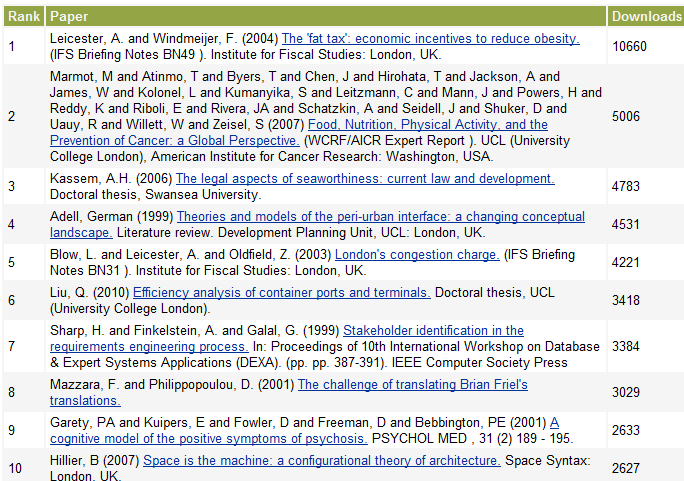 Rank Paper Downloads
1 Leicester, A. and Windmeijer, F. (2004) The 'fat tax': economic incentives to reduce obesity. 10660
(IFS Briefing Notes BN49 ). Institute for Fiscal Studies: London, UK.
Marmot, M and Atinmo, T and Byers, T and Chen, J and Hirohata, T and Jackson, A and
James, W and Kolonel, L and Kumanyika, S and Leitzmann, C and Mann, J and Powers, H and
2 Reddy, K and Riboli, E and Rivera, JA and Schatzkin, A and Seidell, J and Shuker, D and 5006
Uauy, R and Willett, W and Zeisel, S (2007) Food, Nutrition, Physical Activity, and the
Prevention of Cancer: a Global Perspective. (WCRF/AICR Expert Report ). UCL (University
College London), American Institute for Cancer Research: Washington, USA.
3 Kassem, A.H. (2006) The legal aspects of seaworthiness: current law and development. 4783
Doctoral thesis, Swansea University.
4 Adell, German (1999) Theories and models of the peri-urban interface: a changing conceptual 4531
landscape. Literature review. Development Planning Unit, UCL: London, UK.
5 Blow, L. and Leicester, A. and Oldfield, Z. (2003) London's congestion charge. (IFS Briefing 4221
Notes BN31 ). Institute for Fiscal Studies: London, UK.
6 Liu, Q. (2010) Efficiency analysis of container ports and terminals. Doctoral thesis, UCL 3418
(University College London).
Sharp, H. and Finkelstein, A. and Galal, G. (1999) Stakeholder identification in the
7 requirements engineering process. In: Proceedings of 10th International Workshop on Database 3384
& Expert Systems Applications (DEXA). (pp. pp. 387-391). IEEE Computer Society Press
8 Mazzara, F. and Philippopoulou, D. (2001) The challenge of translating Brian Friel's 3029
translations.
9 Garety, PA and Kuipers, E and Fowler, D and Freeman, D and Bebbington, PE (2001) A 2633
cognitive model of the positive symptoms of psychosis. PSYCHOL MED , 31 (2) 189 - 195.
10 Hillier, B (2007) Space is the machine: a configurational theory of architecture. Space Syntax: 2627
London, UK.